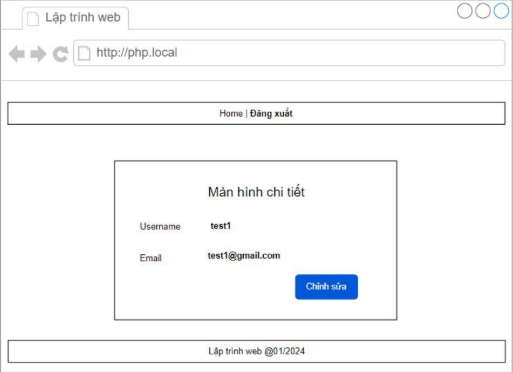 Lập trình web
http://php.local
Home | Đăng xuất
Màn hình chi tiết
Username test1
Email test1@gmail.com
Chỉnh sửa
Lập trình web @01/2024